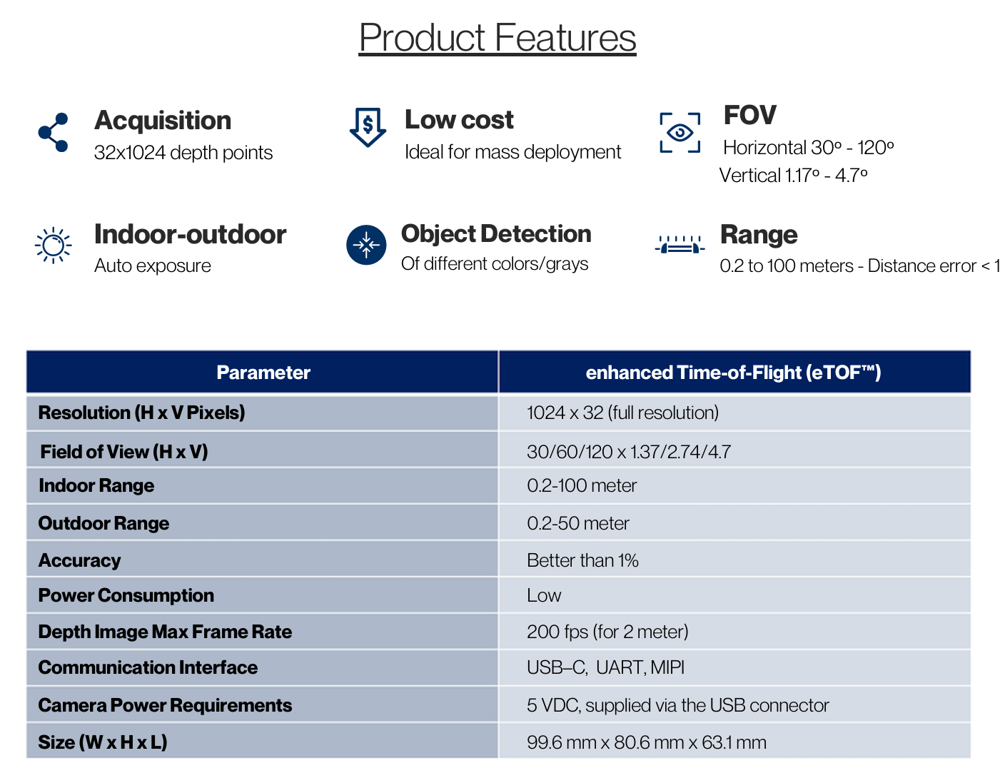 Product Features
Acquisition
32x1024 depth points
Low cost
Ideal for mass deployment
FOV
Horizontal 30º - 120º
Vertical 1.17º - 4.7º
Indoor-outdoor
Auto exposure
Object Detection
Of different colors/grays
Range
0.2 to 100 meters - Distance error < 1
Parameter
enhanced Time-of-Flight (eTOF™)
Resolution (H x V Pixels)
1024 x 32 (full resolution)
Field of View (H x V)
30/60/120 x 1.37/2.74/4.7
Indoor Range
0.2-100 meter
Outdoor Range
0.2-50 meter
Accuracy
Better than 1%
Power Consumption
Low
Depth Image Max Frame Rate
200 fps (for 2 meter)
Communication Interface
USB–C, UART, MIPI
Camera Power Requirements
5 VDC, supplied via the USB connector
Size (W x H x L)
99.6 mm x 80.6 mm x 63.1 mm